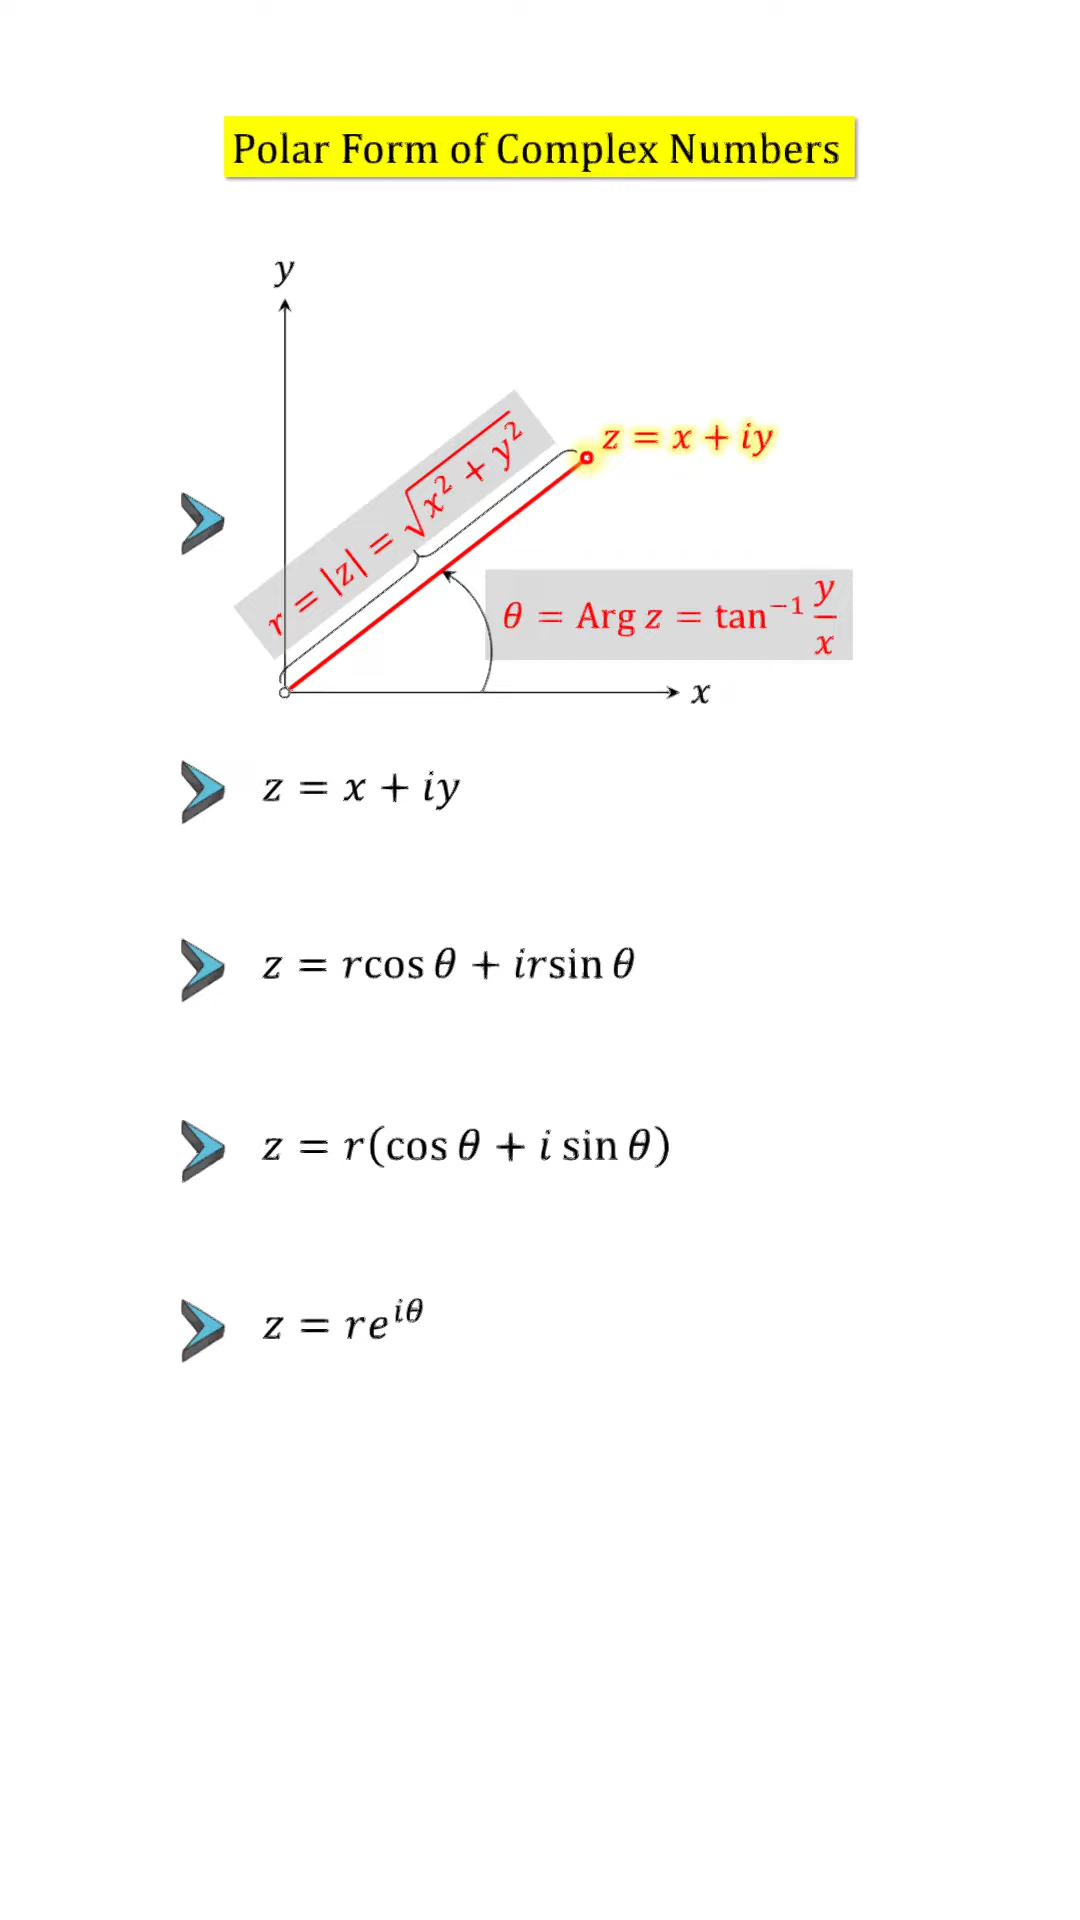 Polar Form of Complex Numbers
y
z = x + iy
r = |z| = √(x² + y²)
θ = Arg z = tan⁻¹ y/x
x
z = x + iy
z = rcos θ + irsin θ
z = r(cos θ + i sin θ)
z = re^{iθ}